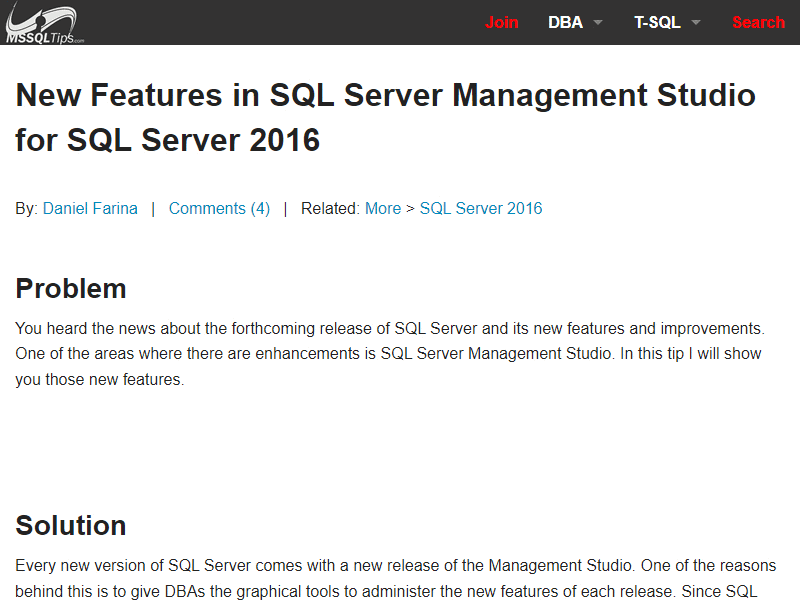 MSSQLTips.com
Join DBA T-SQL Search
New Features in SQL Server Management Studio
for SQL Server 2016
By: Daniel Farina | Comments (4) | Related: More > SQL Server 2016
Problem
You heard the news about the forthcoming release of SQL Server and its new features and improvements.
One of the areas where there are enhancements is SQL Server Management Studio. In this tip I will show
you those new features.
Solution
Every new version of SQL Server comes with a new release of the Management Studio. One of the reasons
behind this is to give DBAs the graphical tools to administer the new features of each release. Since SQL